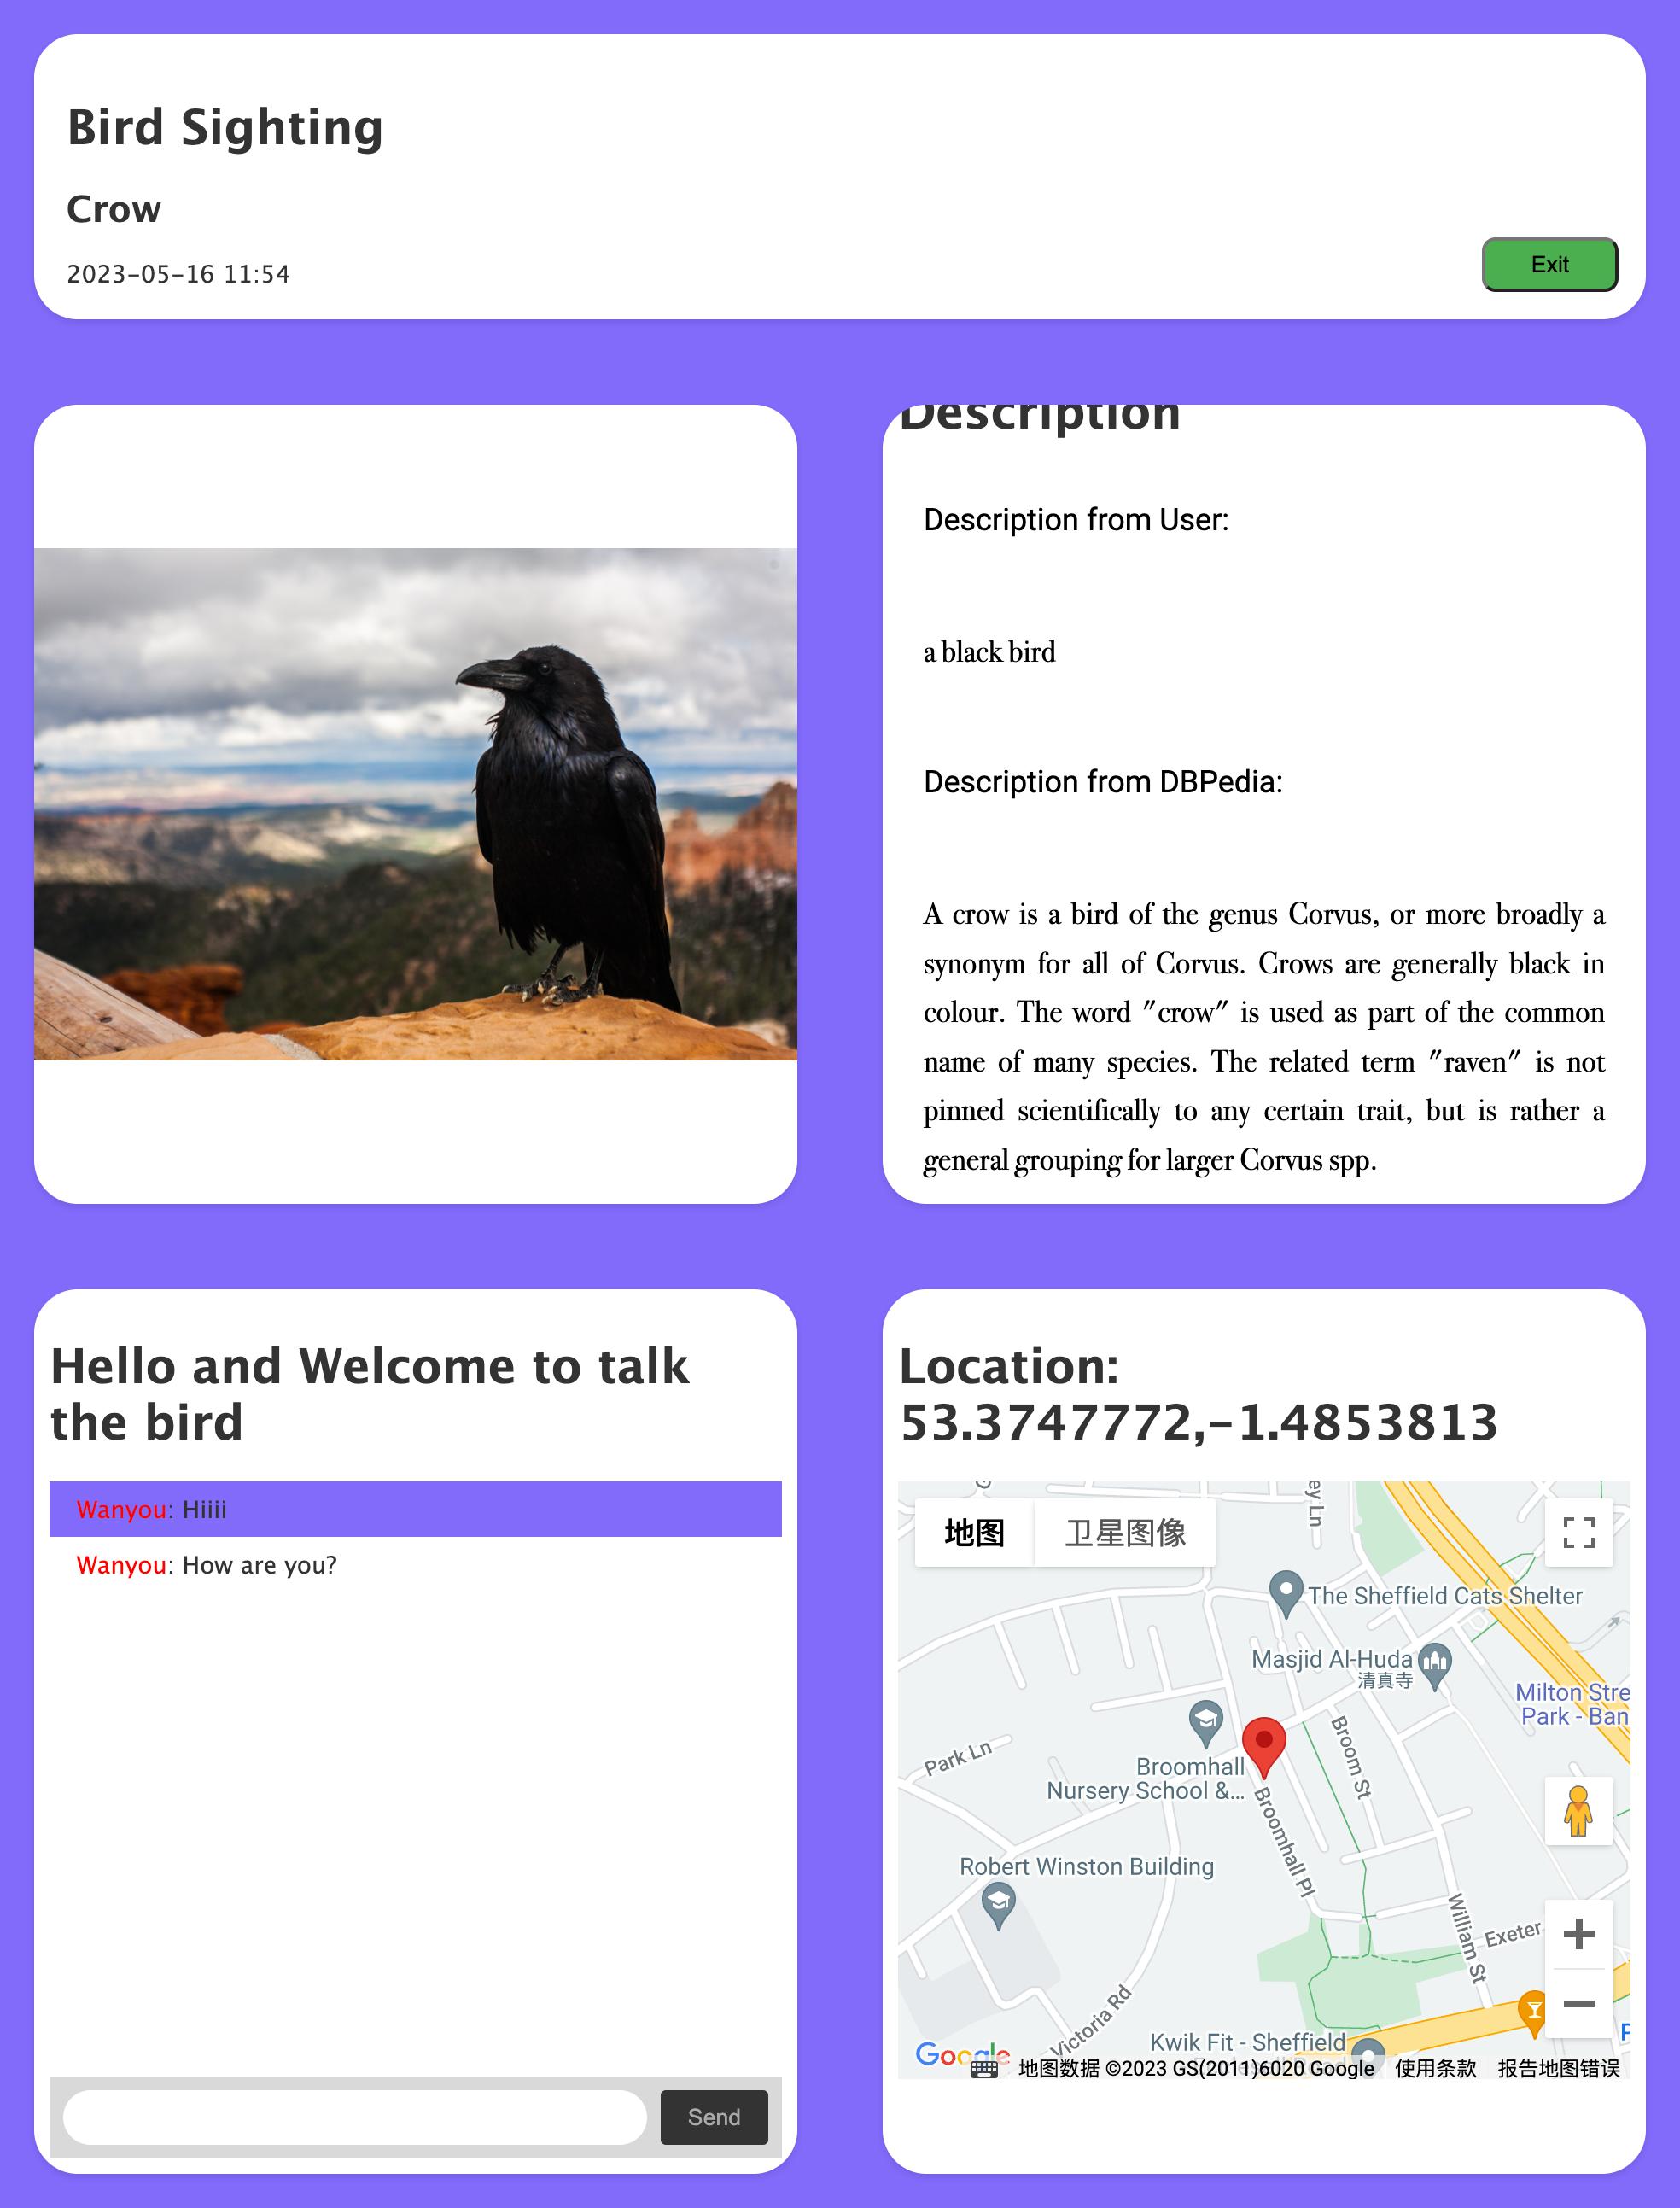 Bird Sighting
Crow
2023-05-16 11:54
Exit
Description
Description from User:
a black bird
Description from DBPedia:
A crow is a bird of the genus Corvus, or more broadly a
synonym for all of Corvus. Crows are generally black in
colour. The word "crow" is used as part of the common
name of many species. The related term "raven" is not
pinned scientifically to any certain trait, but is rather a
general grouping for larger Corvus spp.
Hello and Welcome to talk
the bird
Wanyou: Hiiii
Wanyou: How are you?
Send
Location:
53.3747772,-1.4853813
地图
卫星图像
ey Ln
The Sheffield Cats Shelter
Masjid Al-Huda
清真寺
Milton Stre
Park - Ban
Broom St
Park Ln
Broomhall
Nursery School &...
Broomhall Pl
Robert Winston Building
William St
Exeter
Victoria Rd
Kwik Fit - Sheffield
Google
地图数据 ©2023 GS(2011)6020 Google
使用条款
报告地图错误